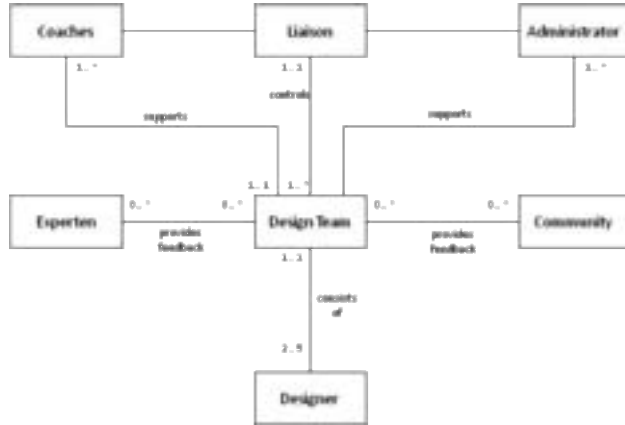 Coaches
Liaison
Administrator
1..*
1..1
1..*
controls
supports
supports
1..1
1..*
0..*
0..*
0..*
0..*
Experten
Design Team
Community
provides
feedback
provides
feedback
1..1
consists
of
2..5
Designer